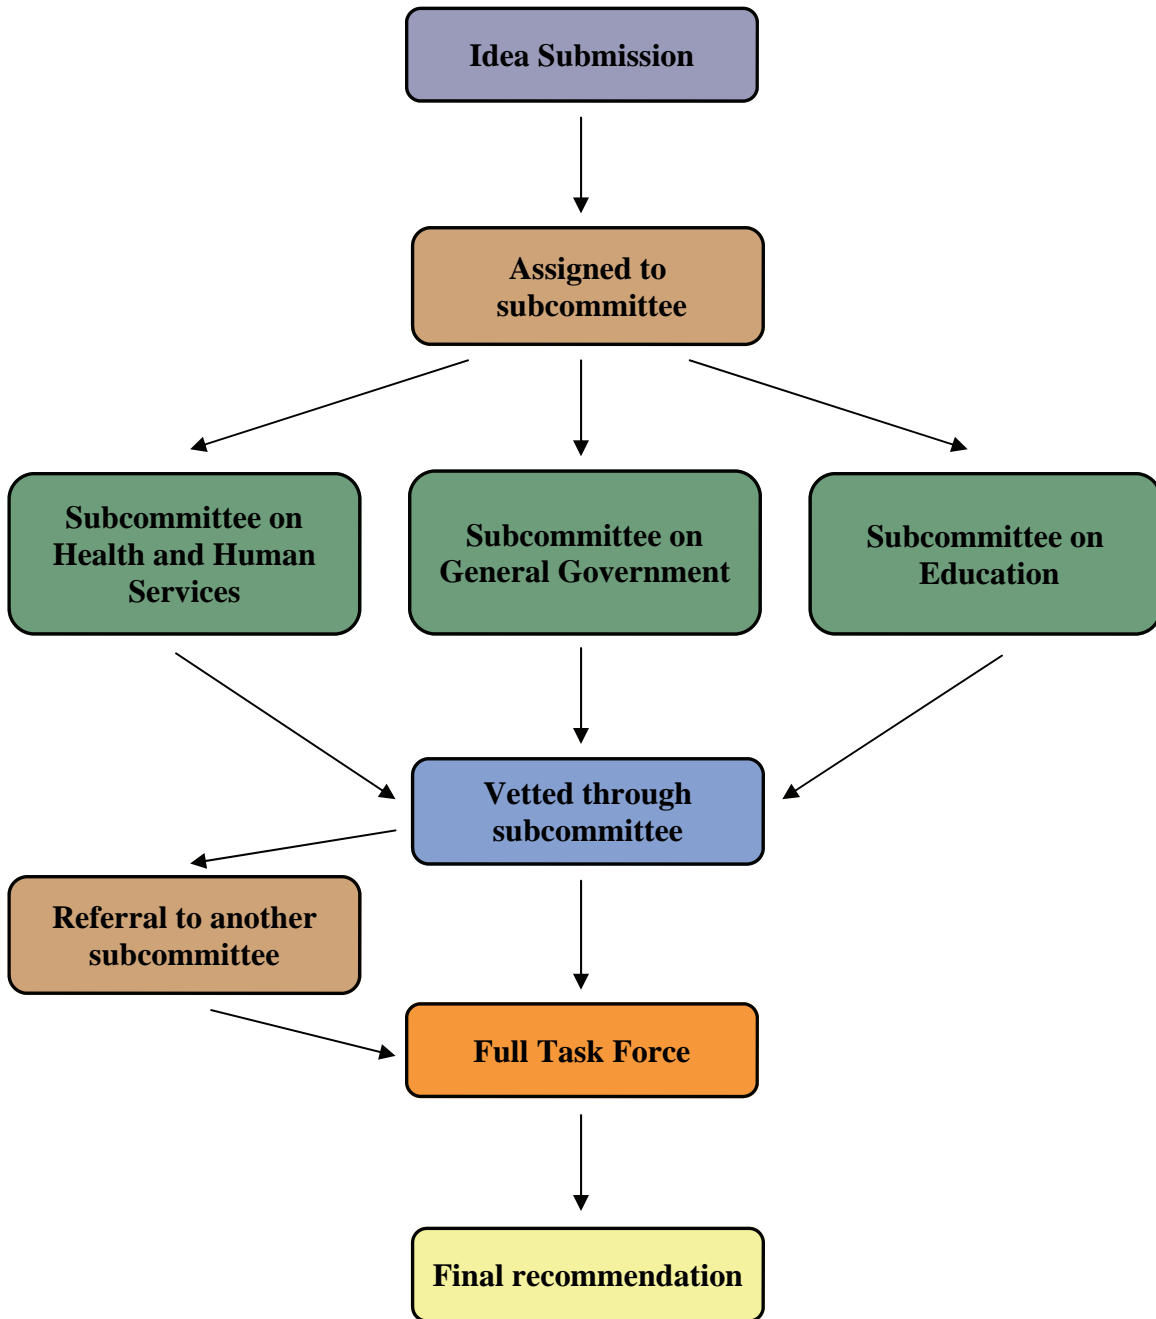 Idea Submission
Assigned to
subcommittee
Subcommittee on
Health and Human
Services
Subcommittee on
General Government
Subcommittee on
Education
Vetted through
subcommittee
Referral to another
subcommittee
Full Task Force
Final recommendation